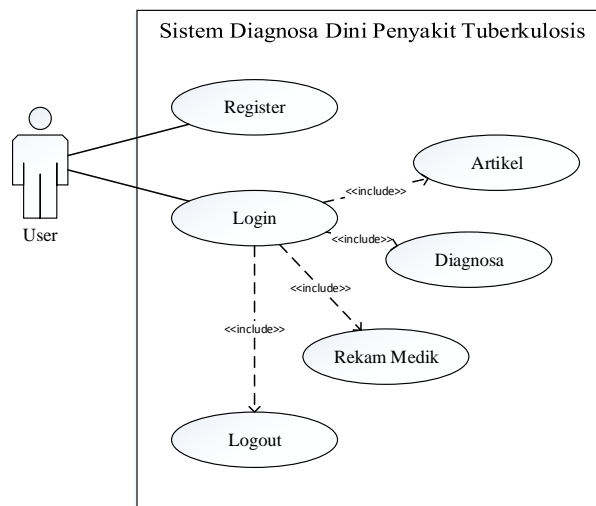 Sistem Diagnosa Dini Penyakit Tuberkulosis
Register
Artikel
<<include>>
Login
User
<<include>>
Diagnosa
<<include>>
<<include>>
Rekam Medik
Logout